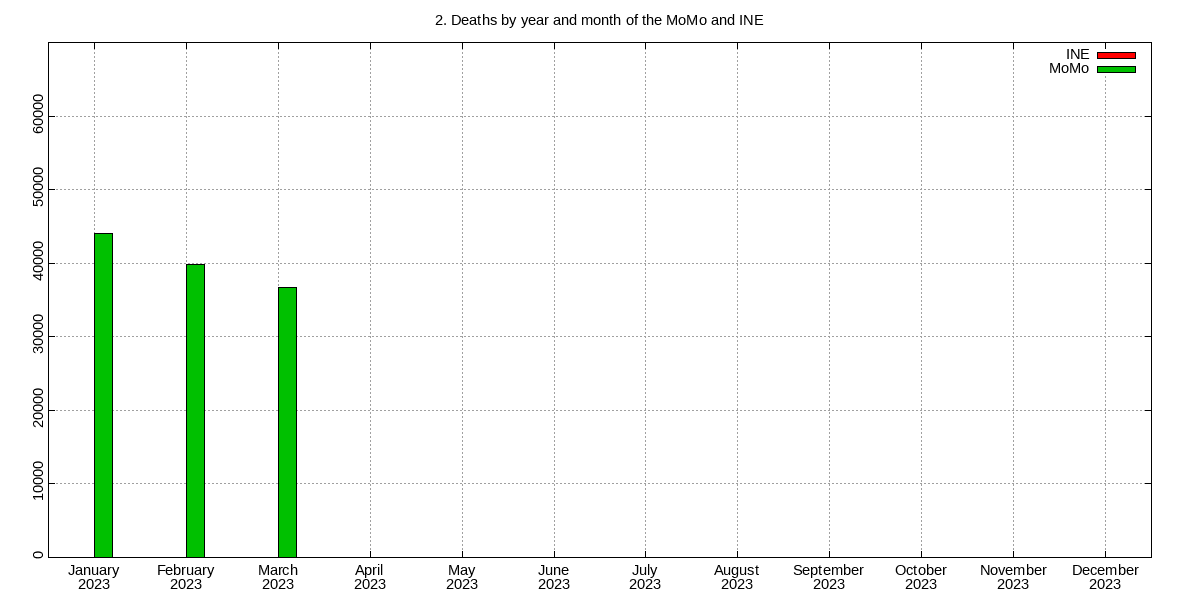 2. Deaths by year and month of the MoMo and INE
INE
MoMo
60000
50000
40000
30000
20000
10000
0
January February March April May June July August September October November December
2023 2023 2023 2023 2023 2023 2023 2023 2023 2023 2023 2023